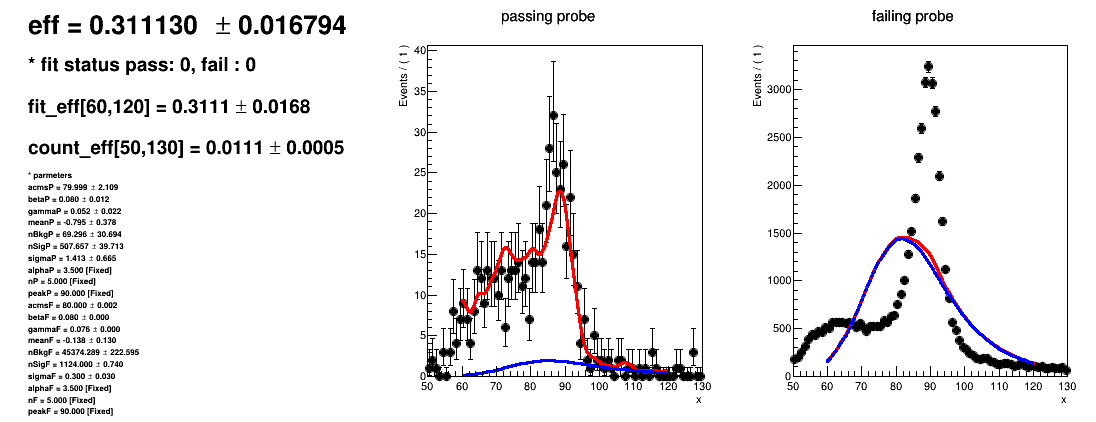 eff = 0.311130 ± 0.016794
* fit status pass: 0, fail : 0
fit_eff[60,120] = 0.3111 ± 0.0168
count_eff[50,130] = 0.0111 ± 0.0005
* parmeters
acmsP = 79.999 ± 2.109
betaP = 0.080 ± 0.012
gammaP = 0.052 ± 0.022
meanP = -0.795 ± 0.378
nBkgP = 69.296 ± 30.694
nSigP = 507.657 ± 39.713
sigmaP = 1.413 ± 0.665
alphaP = 3.500 [Fixed]
nP = 5.000 [Fixed]
peakP = 90.000 [Fixed]
acmsF = 80.000 ± 0.002
betaF = 0.080 ± 0.000
gammaF = 0.076 ± 0.000
meanF = -0.138 ± 0.130
nBkgF = 45374.289 ± 222.595
nSigF = 1124.000 ± 0.740
sigmaF = 0.300 ± 0.030
alphaF = 3.500 [Fixed]
nF = 5.000 [Fixed]
peakF = 90.000 [Fixed]
passing probe
Events / ( 1 )
40
35
30
25
20
15
10
5
0
50 60 70 80 90 100 110 120 130
x
failing probe
Events / ( 1 )
3000
2500
2000
1500
1000
500
0
50 60 70 80 90 100 110 120 130
x